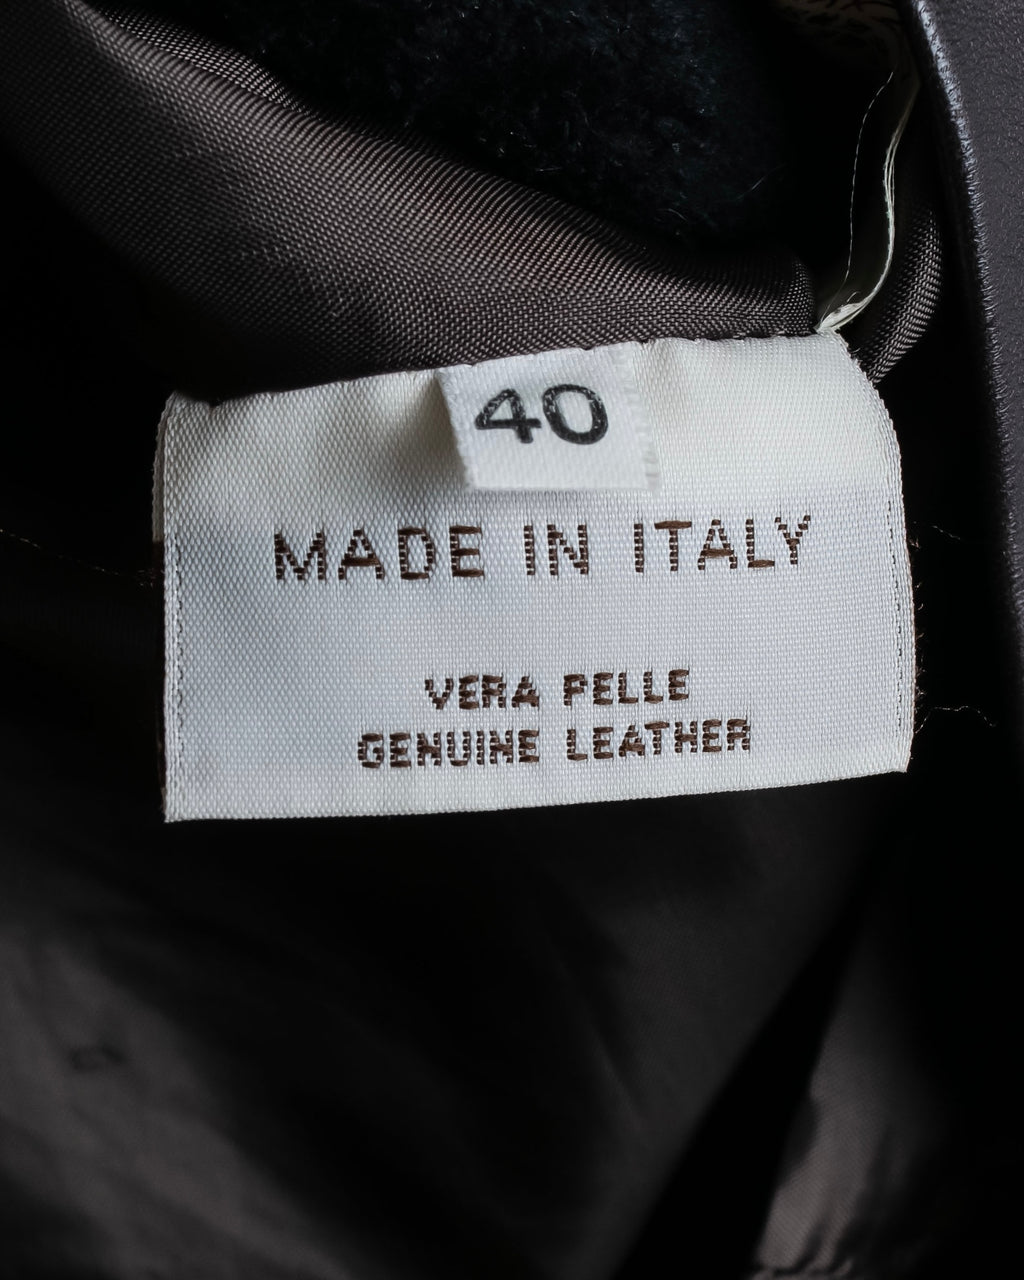 40
MADE IN ITALY
VERA PELLE
GENUINE LEATHER